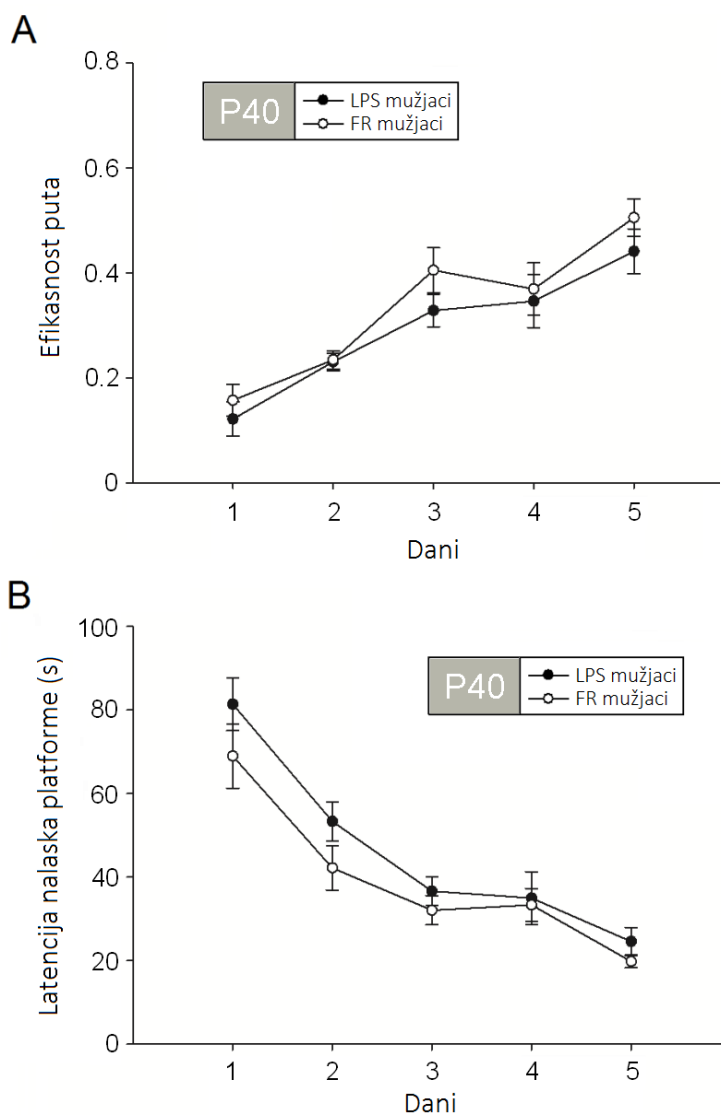 A
0.8
0.6
0.4
0.2
0
Efikasnost puta
P40
LPS mužjaci
FR mužjaci
1 2 3 4 5
Dani
B
100
80
60
40
20
0
Latencija nalaska platforme (s)
P40
LPS mužjaci
FR mužjaci
1 2 3 4 5
Dani